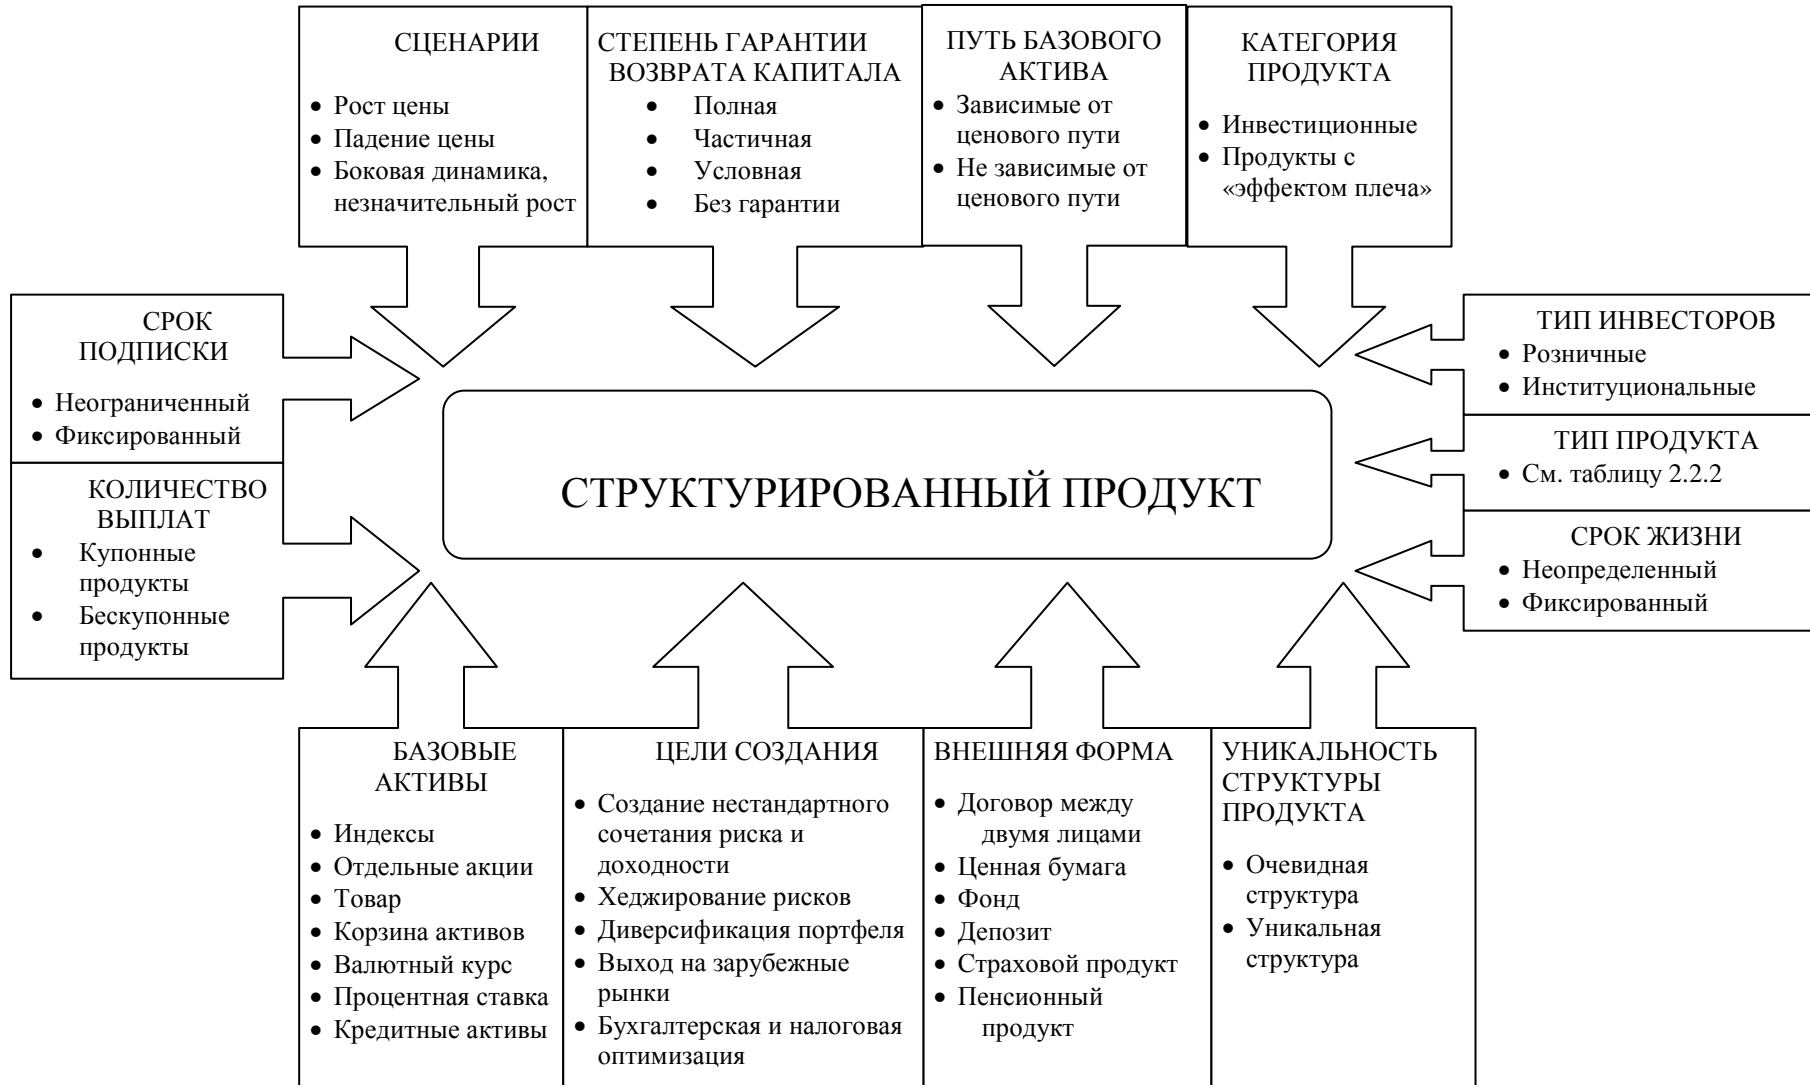 СЦЕНАРИИ
• Рост цены
• Падение цены
• Боковая динамика,
незначительный рост
СТЕПЕНЬ ГАРАНТИИ
ВОЗВРАТА КАПИТАЛА
• Полная
• Частичная
• Условная
• Без гарантии
ПУТЬ БАЗОВОГО
АКТИВА
• Зависимые от
ценового пути
• Не зависимые от
ценового пути
КАТЕГОРИЯ
ПРОДУКТА
• Инвестиционные
• Продукты с
«эффектом плеча»
СРОК
ПОДПИСКИ
• Неограниченный
• Фиксированный
КОЛИЧЕСТВО
ВЫПЛАТ
• Купонные
продукты
• Бескупонные
продукты
СТРУКТУРИРОВАННЫЙ ПРОДУКТ
ТИП ИНВЕСТОРОВ
• Розничные
• Институциональные
ТИП ПРОДУКТА
• См. таблицу 2.2.2
СРОК ЖИЗНИ
• Неопределенный
• Фиксированный
БАЗОВЫЕ
АКТИВЫ
• Индексы
• Отдельные акции
• Товар
• Корзина активов
• Валютный курс
• Процентная ставка
• Кредитные активы
ЦЕЛИ СОЗДАНИЯ
• Создание нестандартного
сочетания риска и
доходности
• Хеджирование рисков
• Диверсификация портфеля
• Выход на зарубежные
рынки
• Бухгалтерская и налоговая
оптимизация
ВНЕШНЯЯ ФОРМА
• Договор между
двумя лицами
• Ценная бумага
• Фонд
• Депозит
• Страховой продукт
• Пенсионный
продукт
УНИКАЛЬНОСТЬ
СТРУКТУРЫ
ПРОДУКТА
• Очевидная
структура
• Уникальная
структура